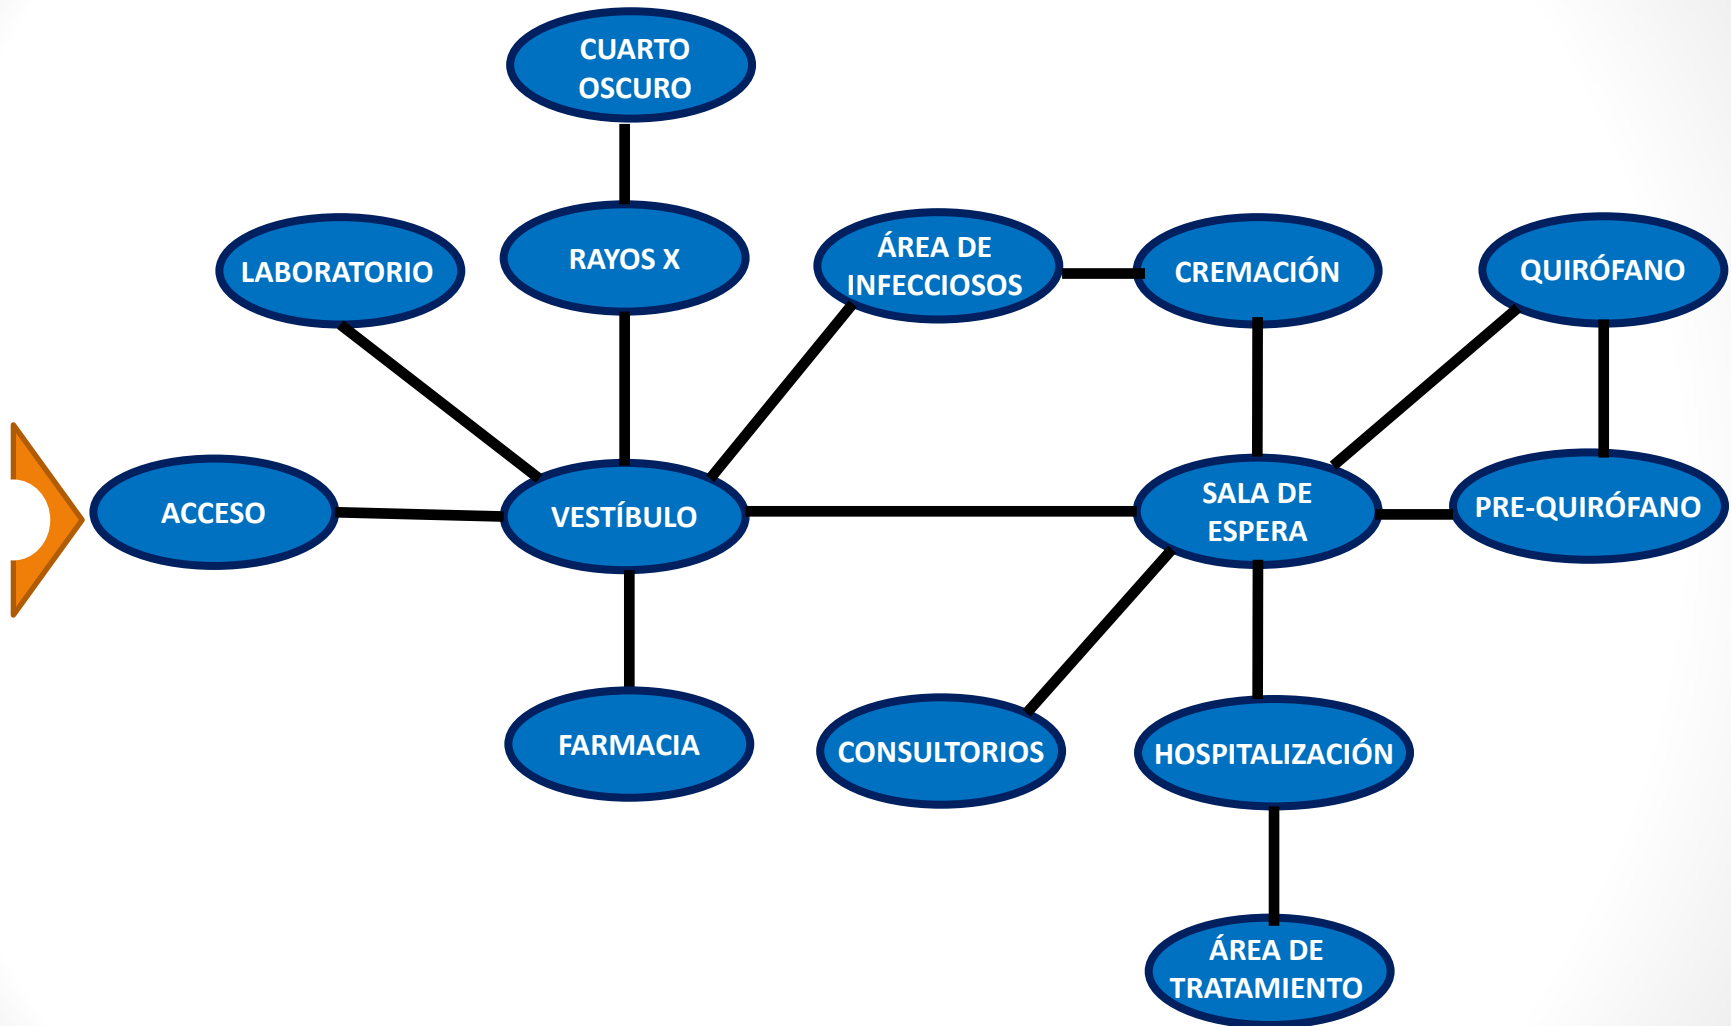 CUARTO
OSCURO
LABORATORIO
RAYOS X
ÁREA DE
INFECCIOSOS
CREMACIÓN
QUIRÓFANO
ACCESO
VESTÍBULO
SALA DE
ESPERA
PRE-QUIRÓFANO
FARMACIA
CONSULTORIOS
HOSPITALIZACIÓN
ÁREA DE
TRATAMIENTO